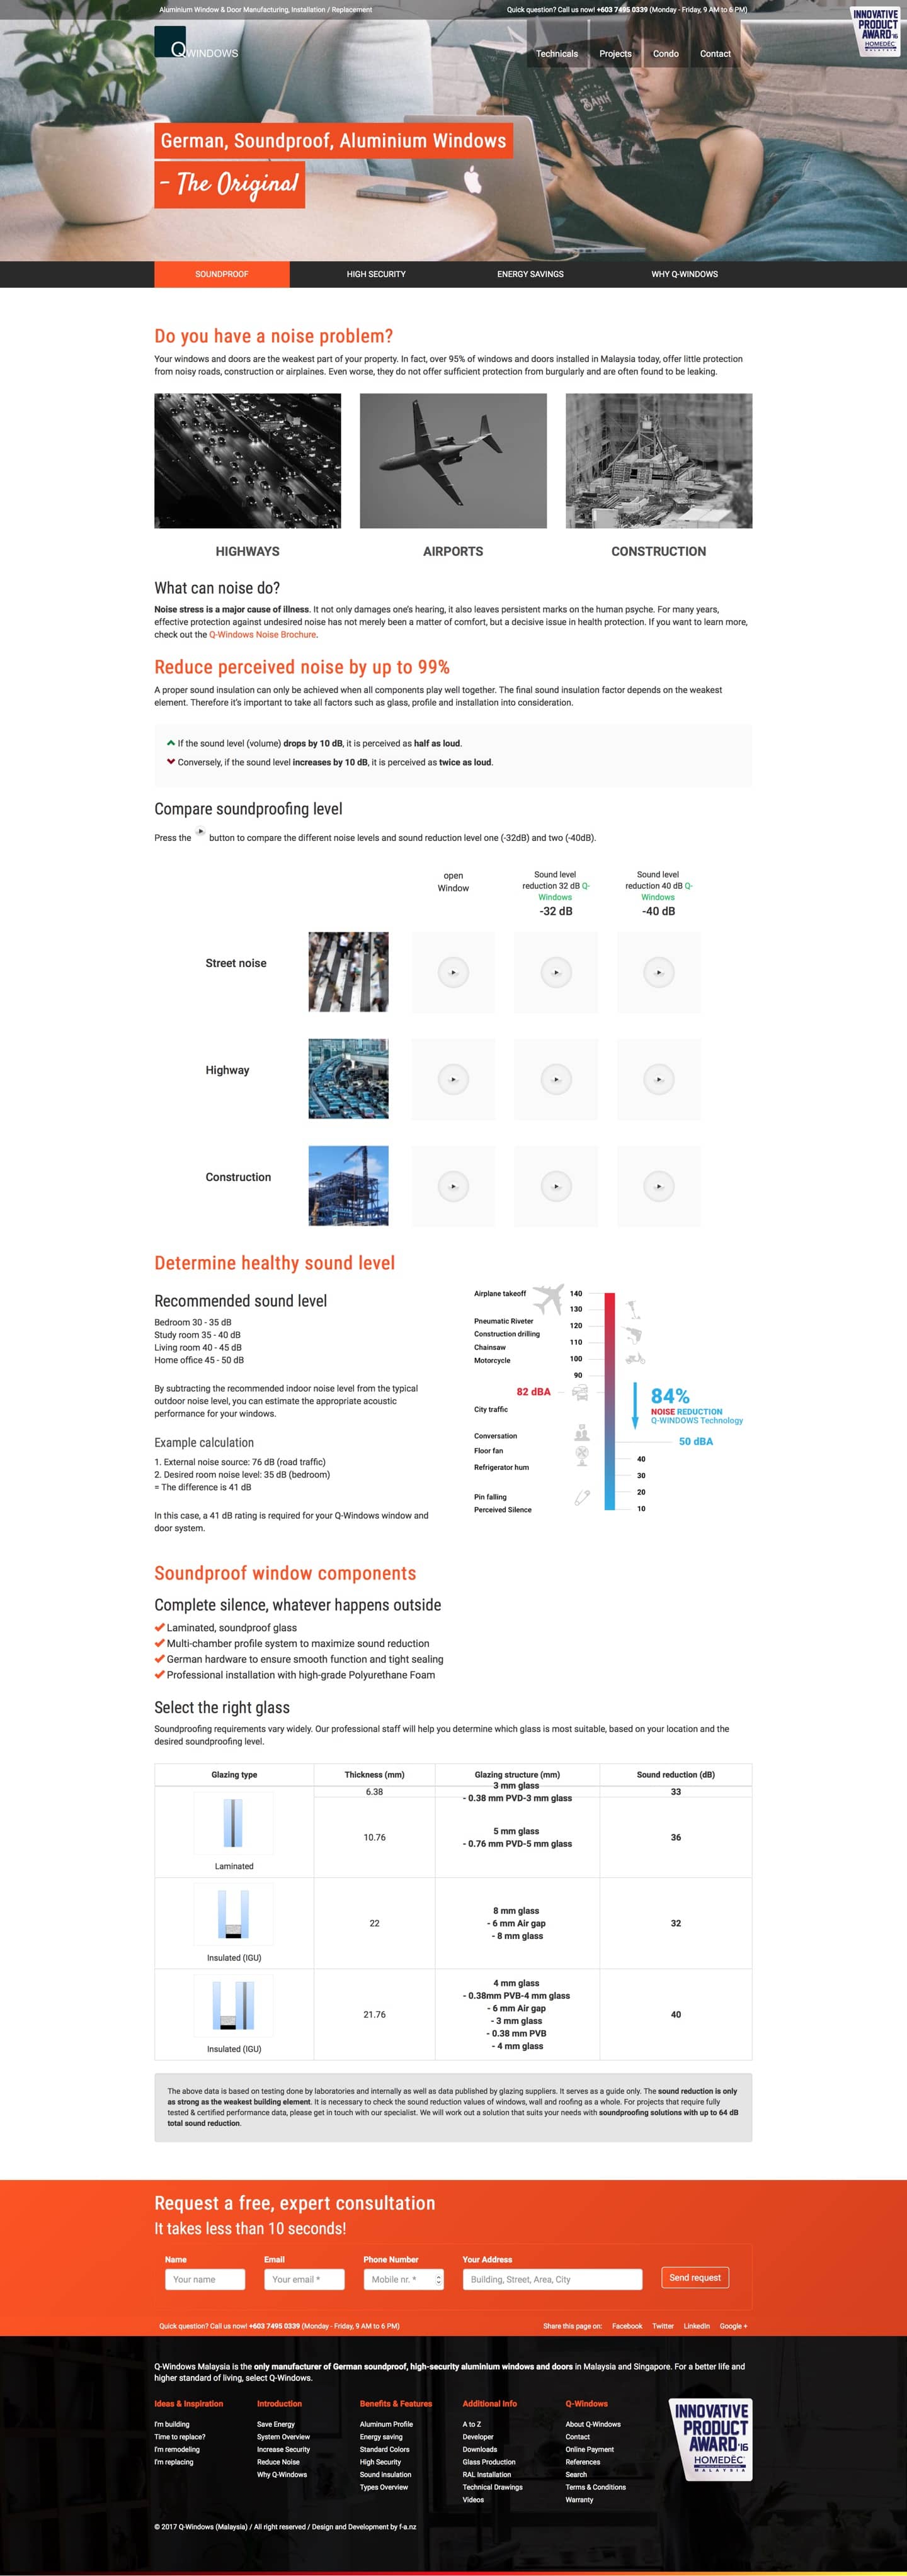 Aluminium Window & Door Manufacturing, Installation / Replacement
Quick question? Call us now! +603 7495 0339 (Monday - Friday, 9 AM to 6 PM)
INNOVATIVE
PRODUCT
AWARD '16
HOMEDEC
MALAYSIA
QWINDOWS
Technicals
Projects
Condo
Contact
German, Soundproof, Aluminium Windows
- The Original
SOUNDPROOF
HIGH SECURITY
ENERGY SAVINGS
WHY Q-WINDOWS
Do you have a noise problem?
Your windows and doors are the weakest part of your property. In fact, over 95% of windows and doors installed in Malaysia today, offer little protection
from noisy roads, construction or airplaines. Even worse, they do not offer sufficient protection from burgularly and are often found to be leaking.
HIGHWAYS
AIRPORTS
CONSTRUCTION
What can noise do?
Noise stress is a major cause of illness. It not only damages one's hearing, it also leaves persistent marks on the human psyche. For many years,
effective protection against undesired noise has not merely been a matter of comfort, but a decisive issue in health protection. If you want to learn more,
check out the Q-Windows Noise Brochure.
Reduce perceived noise by up to 99%
A proper sound insulation can only be achieved when all components play well together. The final sound insulation factor depends on the weakest
element. Therefore it's important to take all factors such as glass, profile and installation into consideration.
If the sound level (volume) drops by 10 dB, it is perceived as half as loud.
Conversely, if the sound level increases by 10 dB, it is perceived as twice as loud.
Compare soundproofing level
Press the button to compare the different noise levels and sound reduction level one (-32dB) and two (-40dB).
open
Window
Sound level
reduction 32 dB Q-
Windows
-32 dB
Sound level
reduction 40 dB Q-
Windows
-40 dB
Street noise
Highway
Construction
Determine healthy sound level
Recommended sound level
Bedroom 30 - 35 dB
Study room 35 - 40 dB
Living room 40 - 45 dB
Home office 45 - 50 dB
By subtracting the recommended indoor noise level from the typical
outdoor noise level, you can estimate the appropriate acoustic
performance for your windows.
Example calculation
1. External noise source: 76 dB (road traffic)
2. Desired room noise level: 35 dB (bedroom)
= The difference is 41 dB
In this case, a 41 dB rating is required for your Q-Windows window and
door system.
Airplane takeoff
140
130
Pneumatic Riveter
120
Construction drilling
110
Chainsaw
Motorcycle
100
90
82 dBA
84%
NOISE REDUCTION
Q-WINDOWS Technology
City traffic
Conversation
50 dBA
Floor fan
40
Refrigerator hum
30
20
Pin falling
Perceived Silence
10
Soundproof window components
Complete silence, whatever happens outside
Laminated, soundproof glass
Multi-chamber profile system to maximize sound reduction
German hardware to ensure smooth function and tight sealing
Professional installation with high-grade Polyurethane Foam
Select the right glass
Soundproofing requirements vary widely. Our professional staff will help you determine which glass is most suitable, based on your location and the
desired soundproofing level.
Glazing type
Thickness (mm)
Glazing structure (mm)
Sound reduction (dB)
6.38
3 mm glass
- 0.38 mm PVD-3 mm glass
33
Laminated
10.76
5 mm glass
- 0.76 mm PVD-5 mm glass
36
Insulated (IGU)
22
8 mm glass
- 6 mm Air gap
- 8 mm glass
32
Insulated (IGU)
21.76
4 mm glass
- 0.38mm PVB-4 mm glass
- 6 mm Air gap
- 3 mm glass
- 0.38 mm PVB
- 4 mm glass
40
The above data is based on testing done by laboratories and internally as well as data published by glazing suppliers. It serves as a guide only. The sound reduction is only
as strong as the weakest building element. It is necessary to check the sound reduction values of windows, wall and roofing as a whole. For projects that require fully
tested & certified performance data, please get in touch with our specialist. We will work out a solution that suits your needs with soundproofing solutions with up to 64 dB
total sound reduction.
Request a free, expert consultation
It takes less than 10 seconds!
Name
Email
Phone Number
Your Address
Your name
Your email *
Mobile nr. *
Building, Street, Area, City
Send request
Quick question? Call us now! +603 7495 0339 (Monday - Friday, 9 AM to 6 PM)
Share this page on: Facebook Twitter Linkedin Google +
Q-Windows Malaysia is the only manufacturer of German soundproof, high-security aluminium windows and doors in Malaysia and Singapore. For a better life and
higher standard of living, select Q-Windows.
Ideas & Inspiration
I'm building
Time to replace?
I'm remodeling
I'm replacing
Introduction
Save Energy
System Overview
Increase Security
Reduce Noise
Why Q-Windows
Benefits & Features
Aluminum Profile
Energy saving
Standard Colors
High Security
Sound insulation
Types Overview
Additional Info
A to Z
Developer
Downloads
Glass Production
RAL Installation
Technical Drawings
Videos
Q-Windows
About Q-Windows
Contact
Online Payment
References
Search
Terms & Conditions
Warranty
INNOVATIVE
PRODUCT
AWARD '16
HOMEDEC
MALAYSIA
© 2017 Q-Windows (Malaysia) / All right reserved / Design and Development by f-a.nz